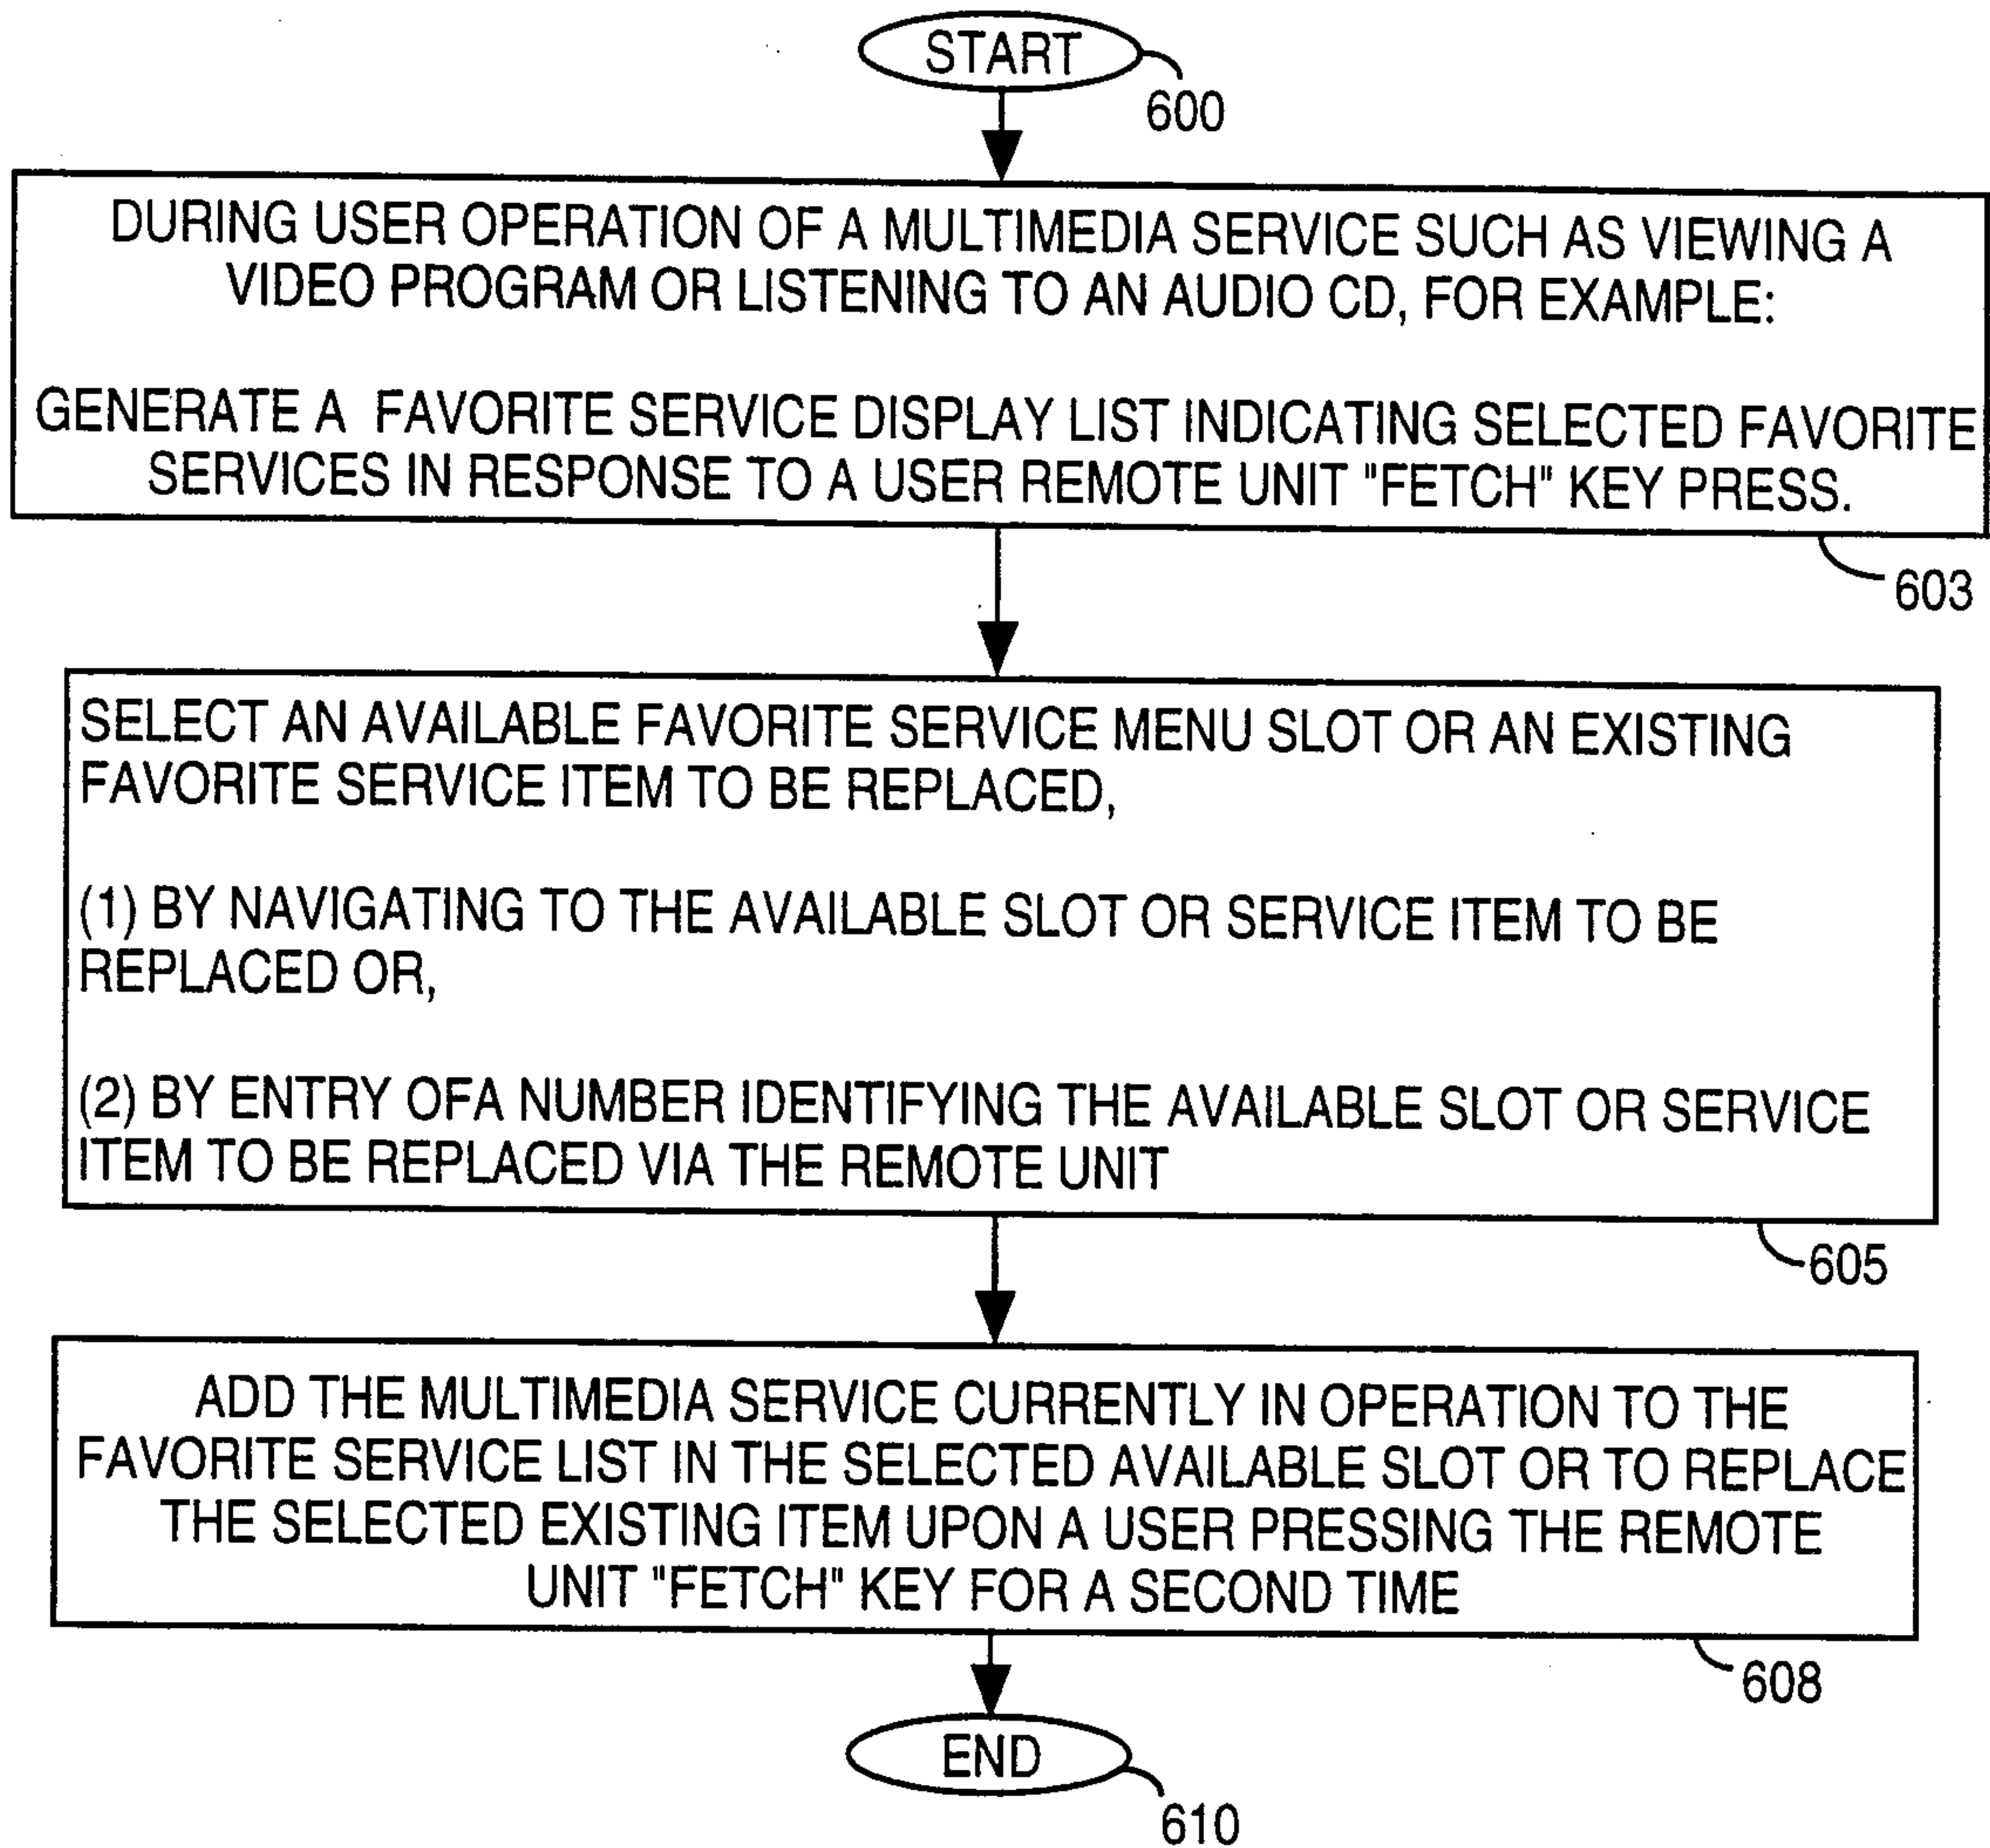 START
600
DURING USER OPERATION OF A MULTIMEDIA SERVICE SUCH AS VIEWING A
VIDEO PROGRAM OR LISTENING TO AN AUDIO CD, FOR EXAMPLE:
GENERATE A FAVORITE SERVICE DISPLAY LIST INDICATING SELECTED FAVORITE
SERVICES IN RESPONSE TO A USER REMOTE UNIT "FETCH" KEY PRESS.
603
SELECT AN AVAILABLE FAVORITE SERVICE MENU SLOT OR AN EXISTING
FAVORITE SERVICE ITEM TO BE REPLACED,
(1) BY NAVIGATING TO THE AVAILABLE SLOT OR SERVICE ITEM TO BE
REPLACED OR,
(2) BY ENTRY OFA NUMBER IDENTIFYING THE AVAILABLE SLOT OR SERVICE
ITEM TO BE REPLACED VIA THE REMOTE UNIT
605
ADD THE MULTIMEDIA SERVICE CURRENTLY IN OPERATION TO THE
FAVORITE SERVICE LIST IN THE SELECTED AVAILABLE SLOT OR TO REPLACE
THE SELECTED EXISTING ITEM UPON A USER PRESSING THE REMOTE
UNIT "FETCH" KEY FOR A SECOND TIME
608
END
610